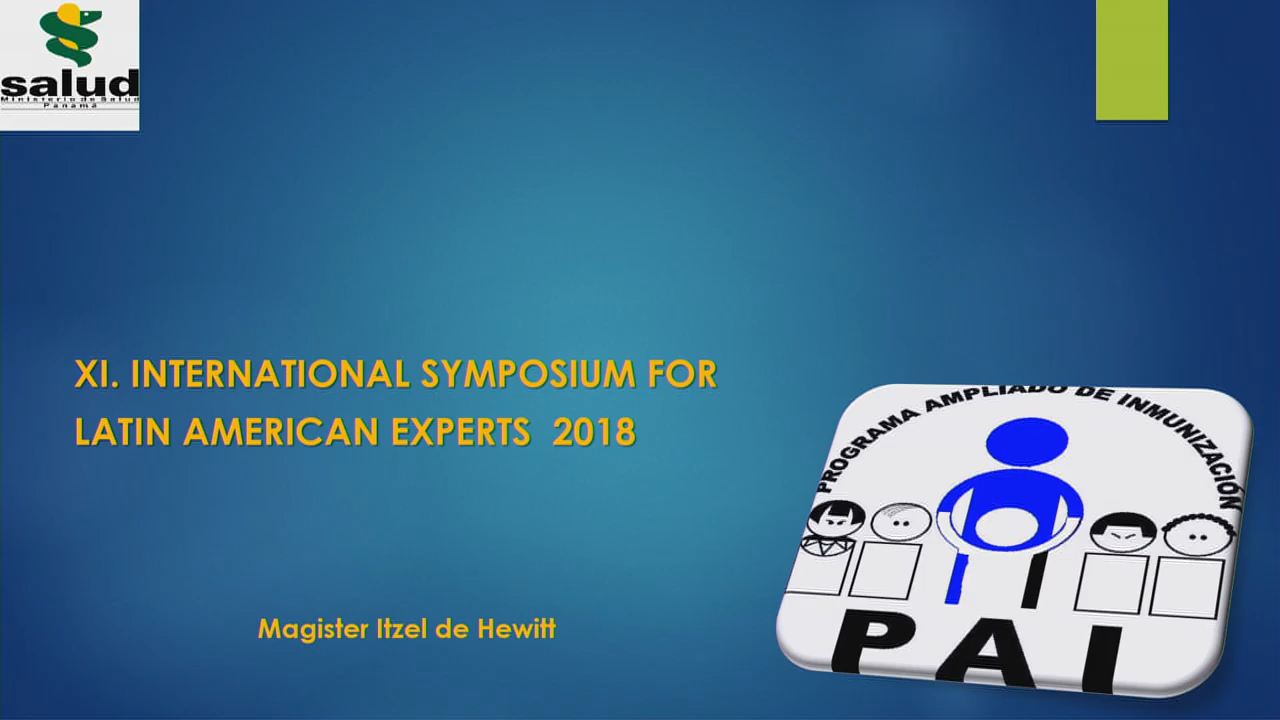 salud
Ministerio de Salud
Panamá
XI. INTERNATIONAL SYMPOSIUM FOR
LATIN AMERICAN EXPERTS 2018
PROGRAMA AMPLIADO DE INMUNIZACIÓN
Magister Itzel de Hewitt
PAI